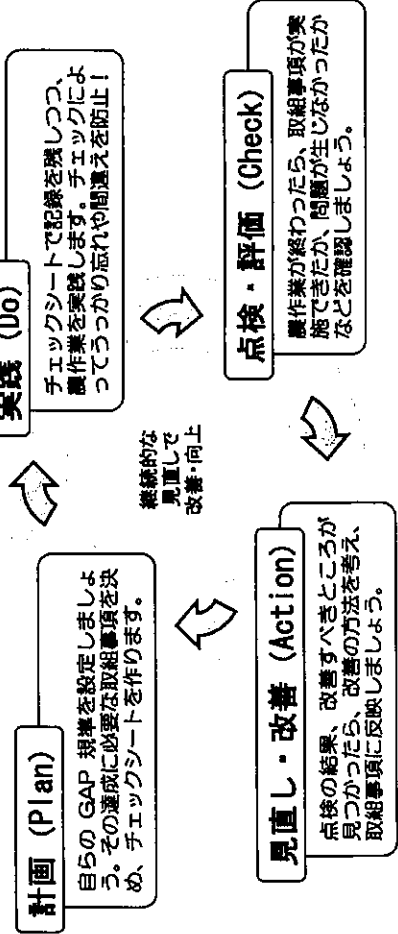 計画 (Plan)
自らの GAP 規準を設定しましょ
う。その達成に必要な取組事項を決
め、チェックシートを作ります。
実践 (Do)
チェックシートで記録を残しつつ、
農作業を実践します。チェックによ
ってうっかり忘れや間違えを防止！
継続的な
見直しで
改善・向上
点検・評価 (Check)
農作業が終わったら、取組事項が実
施できたか、問題が生じなかったか
などを確認しましょう。
見直し・改善 (Action)
点検の結果、改善すべきところが
見つかったら、改善の方法を考え、
取組事項に反映しましょう。